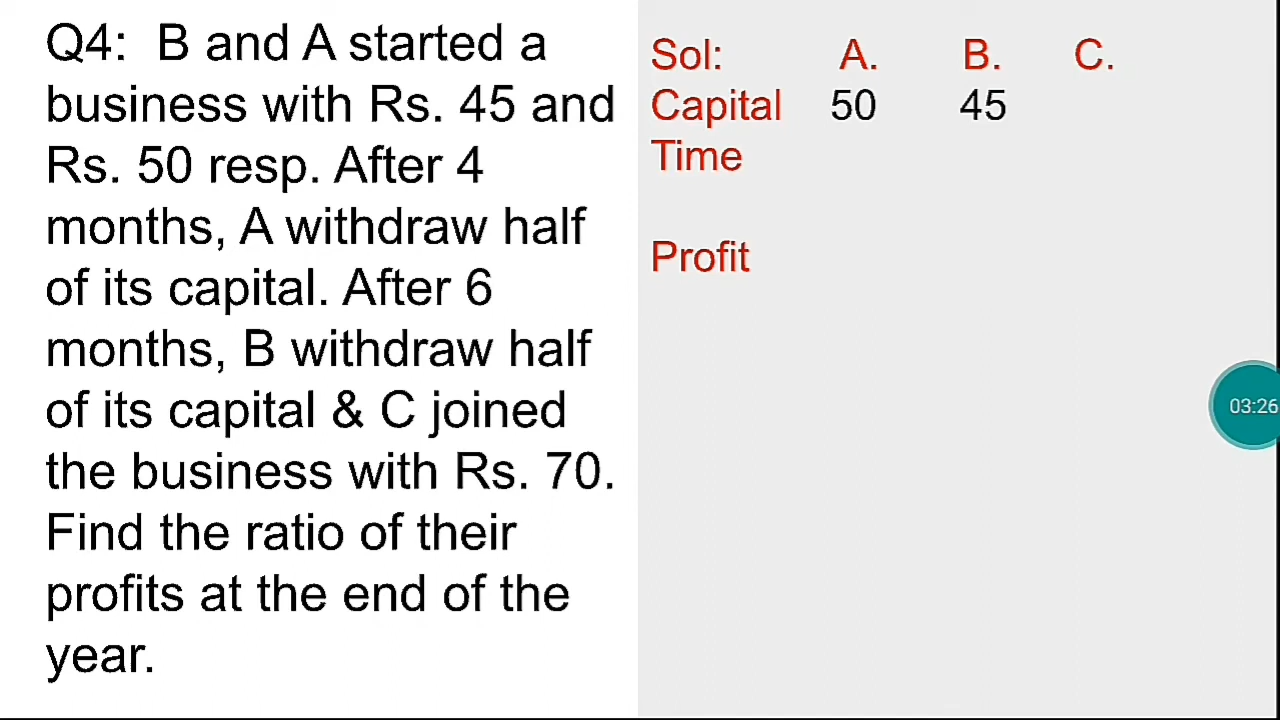 Q4: B and A started a
business with Rs. 45 and
Rs. 50 resp. After 4
months, A withdraw half
of its capital. After 6
months, B withdraw half
of its capital & C joined
the business with Rs. 70.
Find the ratio of their
profits at the end of the
year.
Sol: A. B. C.
Capital 50 45
Time
Profit
03:26